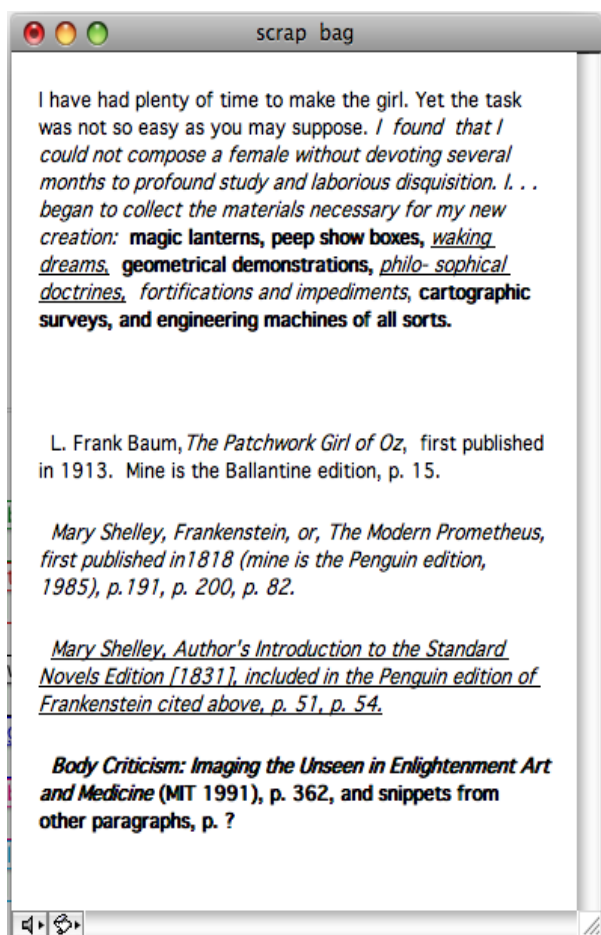 scrap bag
I have had plenty of time to make the girl. Yet the task
was not so easy as you may suppose. I found that I
could not compose a female without devoting several
months to profound study and laborious disquisition. I. . .
began to collect the materials necessary for my new
creation: magic lanterns, peep show boxes, waking
dreams, geometrical demonstrations, philo- sophical
doctrines, fortifications and impediments, cartographic
surveys, and engineering machines of all sorts.
L. Frank Baum, The Patchwork Girl of Oz, first published
in 1913. Mine is the Ballantine edition, p. 15.
Mary Shelley, Frankenstein, or, The Modern Prometheus,
first published in1818 (mine is the Penguin edition,
1985), p.191, p. 200, p. 82.
Mary Shelley, Author's Introduction to the Standard
Novels Edition [1831], included in the Penguin edition of
Frankenstein cited above, p. 51, p. 54.
Body Criticism: Imaging the Unseen in Enlightenment Art
and Medicine (MIT 1991), p. 362, and snippets from
other paragraphs, p. ?